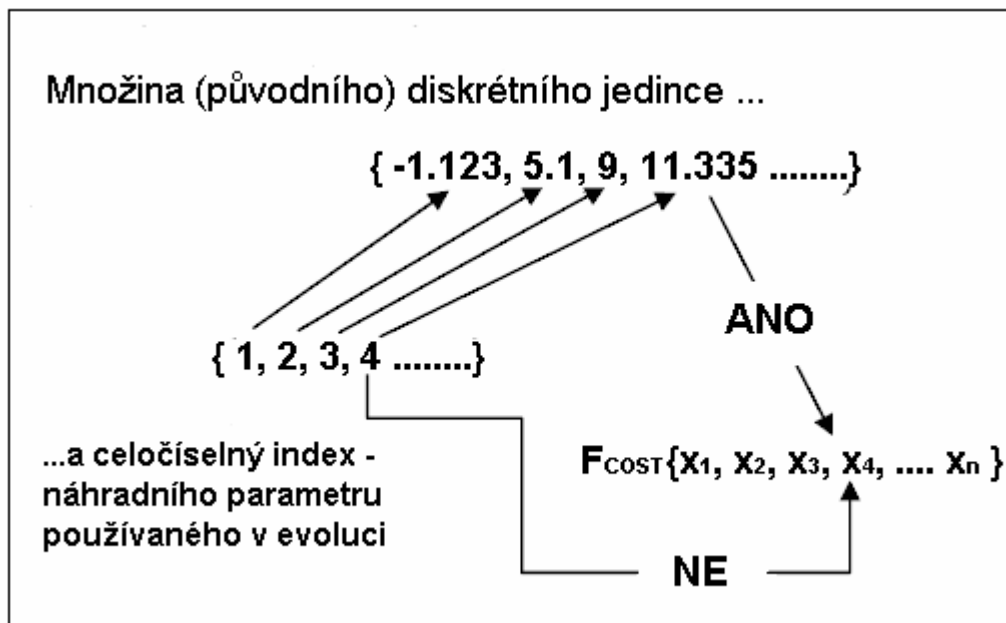 Množina (původního) diskrétního jedince ...
{ -1.123, 5.1, 9, 11.335 ........}
ANO
{ 1, 2, 3, 4 ........}
...a celočíselný index -
náhradního parametru
používaného v evoluci
FCOST{x1, x2, x3, x4, .... xn }
NE